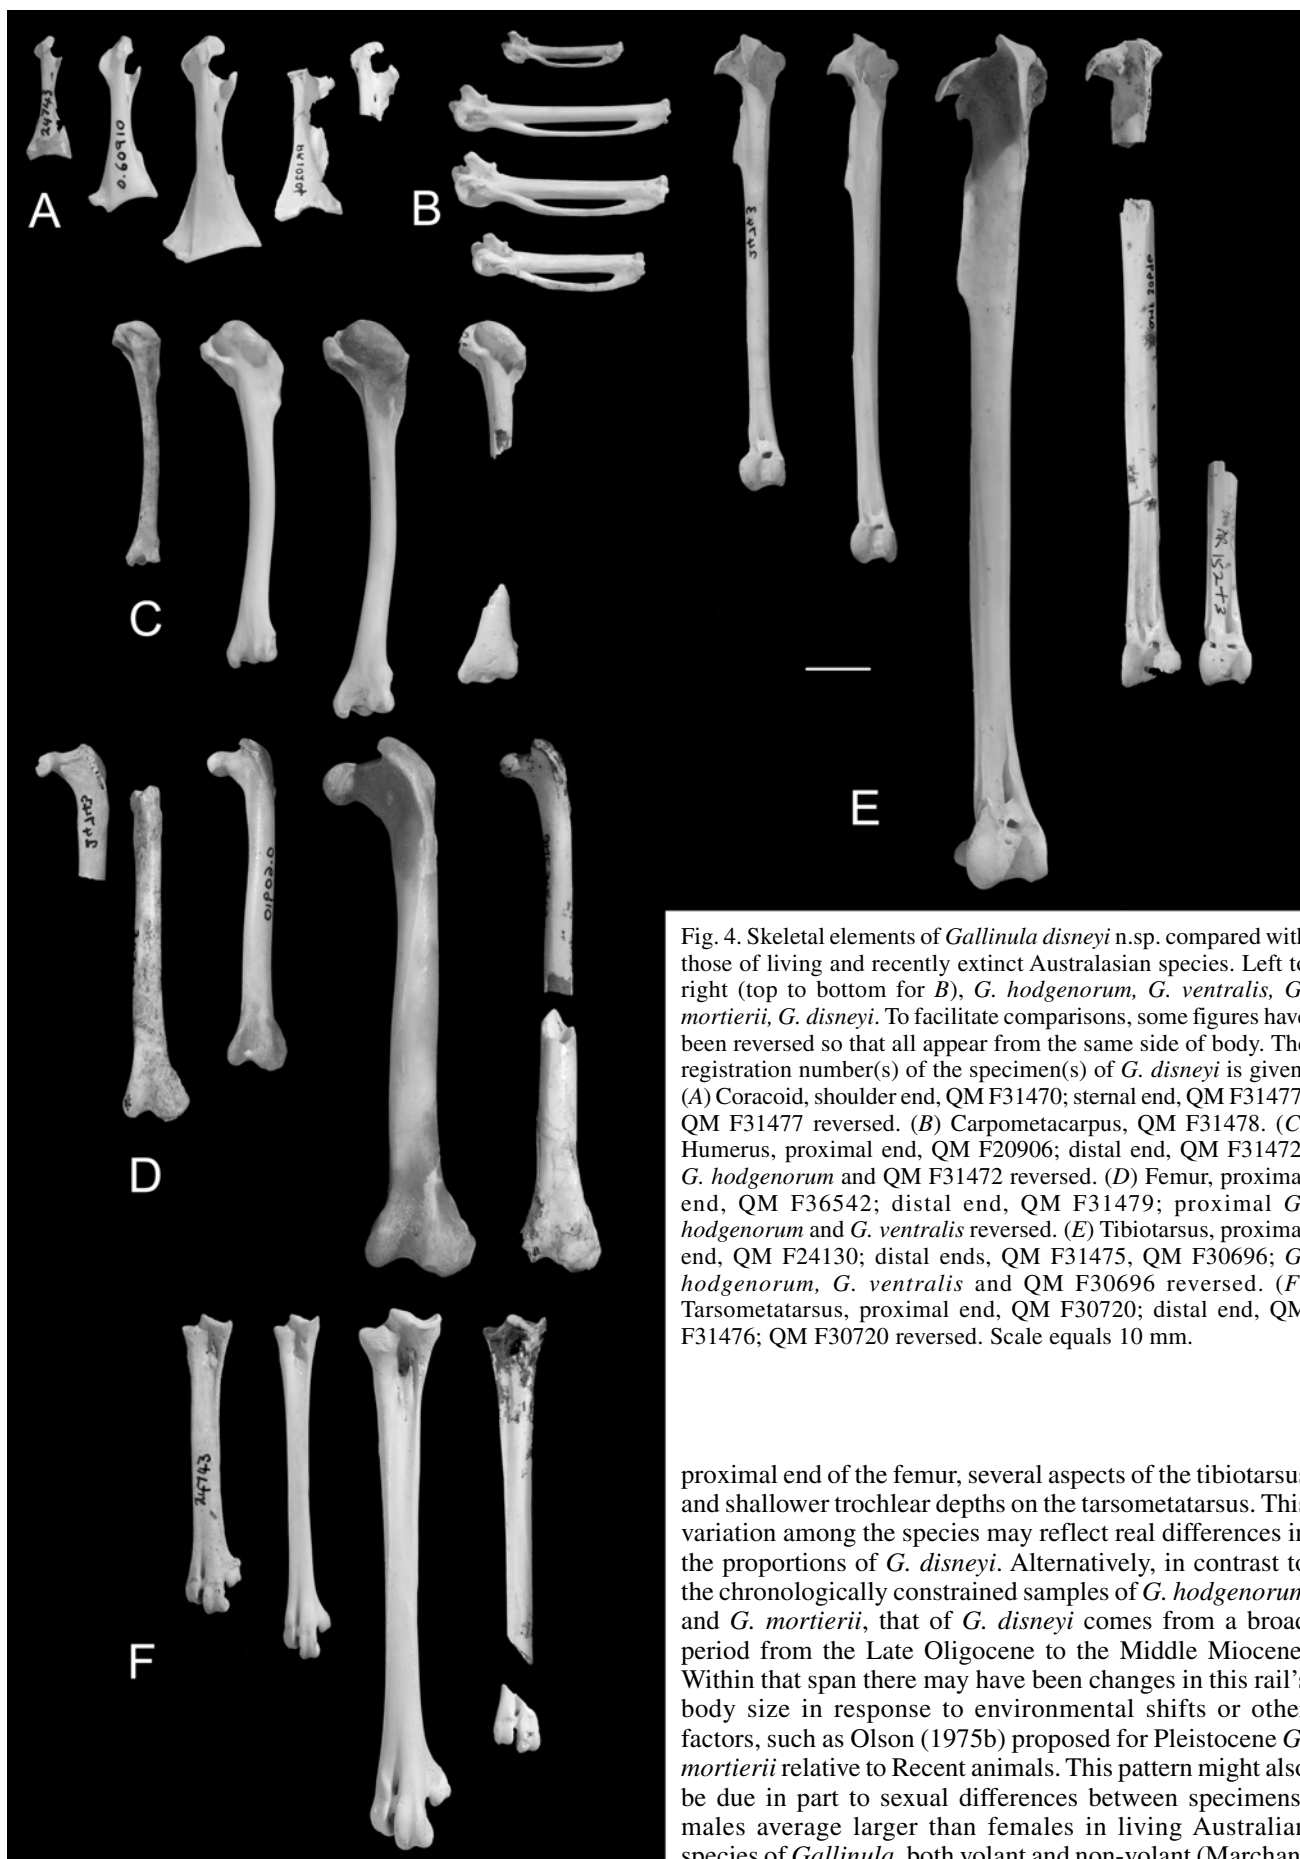 24743
0.60910
A
B
24743
C
E
24743
0.60910
D
24743
F
Fig. 4. Skeletal elements of Gallinula disneyi n.sp. compared with
those of living and recently extinct Australasian species. Left to
right (top to bottom for B), G. hodgenorum, G. ventralis, G.
mortierii, G. disneyi. To facilitate comparisons, some figures have
been reversed so that all appear from the same side of body. The
registration number(s) of the specimen(s) of G. disneyi is given.
(A) Coracoid, shoulder end, QM F31470; sternal end, QM F31477;
QM F31477 reversed. (B) Carpometacarpus, QM F31478. (C)
Humerus, proximal end, QM F20906; distal end, QM F31472;
G. hodgenorum and QM F31472 reversed. (D) Femur, proximal
end, QM F36542; distal end, QM F31479; proximal G.
hodgenorum and G. ventralis reversed. (E) Tibiotarsus, proximal
end, QM F24130; distal ends, QM F31475, QM F30696; G.
hodgenorum, G. ventralis and QM F30696 reversed. (F)
Tarsometatarsus, proximal end, QM F30720; distal end, QM
F31476; QM F30720 reversed. Scale equals 10 mm.
proximal end of the femur, several aspects of the tibiotarsus
and shallower trochlear depths on the tarsometatarsus. This
variation among the species may reflect real differences in
the proportions of G. disneyi. Alternatively, in contrast to
the chronologically constrained samples of G. hodgenorum
and G. mortierii, that of G. disneyi comes from a broad
period from the Late Oligocene to the Middle Miocene.
Within that span there may have been changes in this rail's
body size in response to environmental shifts or other
factors, such as Olson (1975b) proposed for Pleistocene G.
mortierii relative to Recent animals. This pattern might also
be due in part to sexual differences between specimens:
males average larger than females in living Australian
species of Gallinula, both volant and non-volant (Marchant